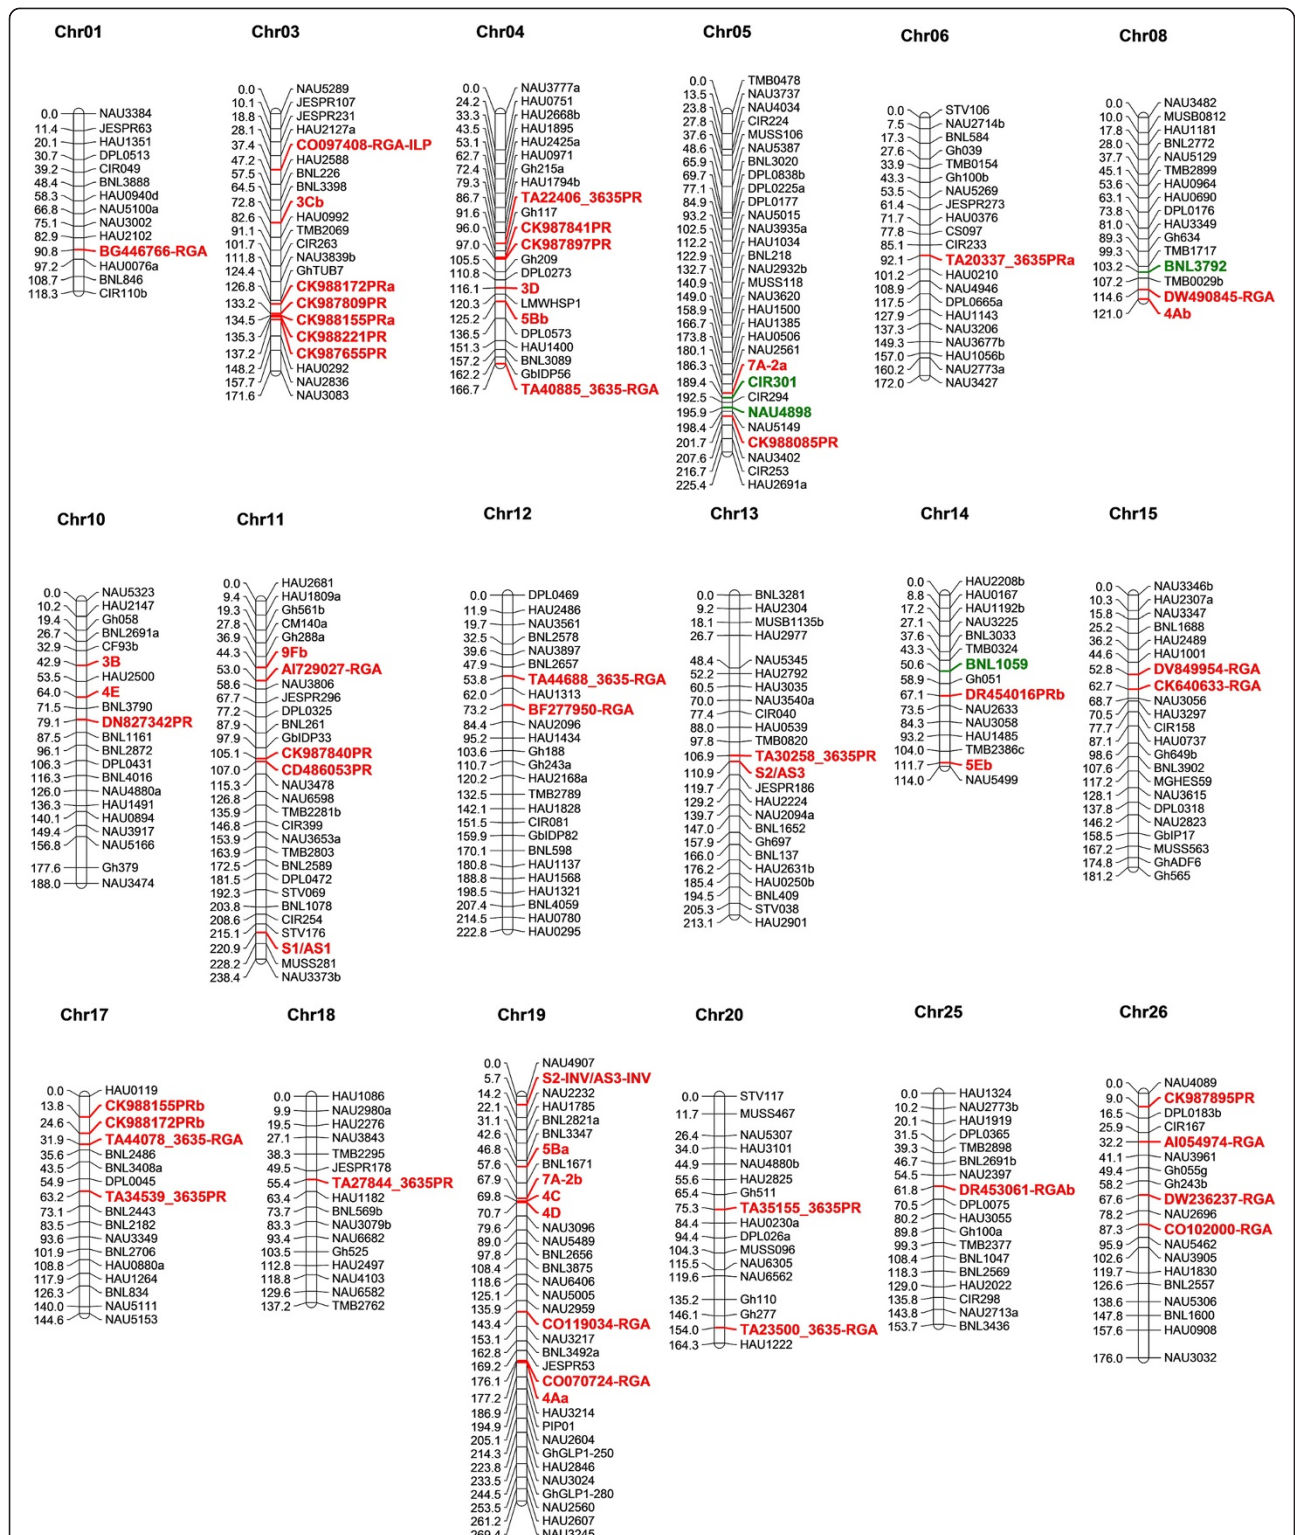 Chr01
0.0 NAU3384
11.4 JESPR63
20.1 HAU1351
30.7 DPL0513
39.2 CIR049
48.4 BNL3888
58.3 HAU0940d
66.8 NAU5100a
75.1 NAU3002
82.9 HAU2102
90.8 BG446766-RGA
97.2 HAU0076a
108.7 BNL846
118.3 CIR110b
Chr03
0.0 NAU5289
10.1 JESPR107
18.8 JESPR231
28.1 HAU2127a
37.4 CO097408-RGA-ILP
47.2 HAU2588
57.5 BNL226
64.5 BNL3398
72.8 3Cb
82.6 HAU0992
91.1 TMB2069
101.7 CIR263
111.8 NAU3839b
124.4 GhTUB7
126.8 CK988172PRa
133.2 CK987809PR
134.5 CK988155PRa
135.3 CK988221PR
137.2 CK987655PR
148.2 HAU0292
157.7 NAU2836
171.6 NAU3083
Chr04
0.0 NAU3777a
24.2 HAU0751
33.3 HAU2668b
43.5 HAU1895
53.1 HAU2425a
62.7 HAU0971
72.4 Gh215a
79.3 HAU1794b
86.7 TA22406_3635PR
91.6 Gh117
96.0 CK987841PR
97.0 CK987897PR
105.5 Gh209
110.8 DPL0273
116.1 3D
120.3 LMWHSP1
125.2 5Bb
136.5 DPL0573
151.3 HAU1400
157.2 BNL3089
162.2 GbIDP56
166.7 TA40885_3635-RGA
Chr05
0.0 TMB0478
13.5 NAU3737
23.8 NAU4034
27.8 CIR224
37.6 MUSS106
48.6 NAU5387
65.9 BNL3020
69.7 DPL0838b
77.1 DPL0225a
84.9 DPL0177
93.2 NAU5015
102.5 NAU3935a
112.2 HAU1034
122.9 BNL218
132.7 NAU2932b
140.9 MUSS118
149.0 NAU3620
158.9 HAU1500
166.7 HAU1385
173.8 HAU0506
180.1 NAU2561
186.3 7A-2a
189.4 CIR301
192.5 CIR294
195.9 NAU4898
198.4 NAU5149
201.7 CK988085PR
207.6 NAU3402
216.7 CIR253
225.4 HAU2691a
Chr06
0.0 STV106
7.5 NAU2714b
17.3 BNL584
27.6 Gh039
33.9 TMB0154
43.3 Gh100b
53.5 NAU5269
61.4 JESPR273
71.7 HAU0376
77.8 CS097
85.1 CIR233
92.1 TA20337_3635PRa
101.2 HAU0210
108.9 NAU4946
117.5 DPL0665a
127.9 HAU1143
137.3 NAU3206
149.3 NAU3677b
157.0 HAU1056b
160.2 NAU2773a
172.0 NAU3427
Chr08
0.0 NAU3482
10.0 MUSB0812
17.8 HAU1181
28.0 BNL2772
37.7 NAU5129
45.1 TMB2899
53.6 HAU0964
63.1 HAU0690
73.8 DPL0176
81.0 HAU3349
89.3 Gh634
99.3 TMB1717
103.2 BNL3792
107.2 TMB0029b
114.6 DW490845-RGA
121.0 4Ab
Chr10
0.0 NAU5323
10.2 HAU2147
19.4 Gh058
26.7 BNL2691a
32.9 CF93b
42.9 3B
53.5 HAU2500
64.0 4E
71.5 BNL3790
79.1 DN827342PR
87.5 BNL1161
96.1 BNL2872
106.3 DPL0431
116.3 BNL4016
126.0 NAU4880a
136.3 HAU1491
140.1 HAU0894
149.4 NAU3917
156.8 NAU5166
177.6 Gh379
188.0 NAU3474
Chr11
0.0 HAU2681
9.4 HAU1809a
19.3 Gh561b
27.8 CM140a
36.9 Gh288a
44.3 9Fb
53.0 AI729027-RGA
58.6 NAU3806
67.7 JESPR296
77.2 DPL0325
87.9 BNL261
97.9 GbIDP33
105.1 CK987840PR
107.0 CD486053PR
115.3 NAU3478
126.8 NAU6598
135.9 TMB2281b
146.8 CIR399
153.9 NAU3653a
163.9 TMB2803
172.5 BNL2589
181.5 DPL0472
192.3 STV069
203.8 BNL1078
208.6 CIR254
215.1 STV176
220.9 S1/AS1
228.2 MUSS281
238.4 NAU3373b
Chr12
0.0 DPL0469
11.9 HAU2486
19.7 NAU3561
32.5 BNL2578
39.6 NAU3897
47.9 BNL2657
53.8 TA44688_3635-RGA
62.0 HAU1313
73.2 BF277950-RGA
84.4 NAU2096
95.2 HAU1434
103.6 Gh188
110.7 Gh243a
120.2 HAU2168a
132.5 TMB2789
142.1 HAU1828
151.5 CIR081
159.9 GbIDP82
170.1 BNL598
180.8 HAU1137
188.8 HAU1568
198.5 HAU1321
207.4 BNL4059
214.5 HAU0780
222.8 HAU0295
Chr13
0.0 BNL3281
9.2 HAU2304
18.1 MUSB1135b
26.7 HAU2977
48.4 NAU5345
52.2 HAU2792
60.5 HAU3035
70.0 NAU3540a
77.4 CIR040
88.0 HAU0539
97.8 TMB0820
106.9 TA30258_3635PR
110.9 S2/AS3
119.7 JESPR186
129.2 HAU2224
139.7 NAU2094a
147.0 BNL1652
157.9 Gh697
166.0 BNL137
176.2 HAU2631b
185.4 HAU0250b
194.5 BNL409
205.3 STV038
213.1 HAU2901
Chr14
0.0 HAU2208b
8.8 HAU0167
17.2 HAU1192b
27.1 NAU3225
37.6 BNL3033
43.3 TMB0324
50.6 BNL1059
58.9 Gh051
67.1 DR454016PRb
73.5 NAU2633
84.3 NAU3058
93.2 HAU1485
104.0 TMB2386c
111.7 5Eb
114.0 NAU5499
Chr15
0.0 NAU3346b
10.3 HAU2307a
15.8 NAU3347
25.2 BNL1688
36.2 HAU2489
44.6 HAU1001
52.8 DV849954-RGA
62.7 CK640633-RGA
68.7 NAU3056
70.5 HAU3297
77.7 CIR158
87.1 HAU0737
98.6 Gh649b
107.6 BNL3902
117.2 MGHES59
128.1 NAU3615
137.8 DPL0318
146.2 NAU2823
158.5 GbIP17
167.2 MUSS563
174.8 GhADF6
181.2 Gh565
Chr17
0.0 HAU0119
13.8 CK988155PRb
24.6 CK988172PRb
31.9 TA44078_3635-RGA
35.6 BNL2486
43.5 BNL3408a
54.9 DPL0045
63.2 TA34539_3635PR
73.1 BNL2443
83.5 BNL2182
93.6 NAU3349
101.9 BNL2706
108.8 HAU0880a
117.9 HAU1264
126.3 BNL834
140.0 NAU5111
144.6 NAU5153
Chr18
0.0 HAU1086
9.9 NAU2980a
19.5 HAU2276
27.1 NAU3843
38.3 TMB2295
49.5 JESPR178
55.4 TA27844_3635PR
63.4 HAU1182
73.7 BNL569b
83.3 NAU3079b
93.4 NAU6682
103.5 Gh525
112.8 HAU2497
118.8 NAU4103
129.6 NAU6582
137.2 TMB2762
Chr19
0.0 NAU4907
5.7 S2-INV/AS3-INV
14.2 NAU2232
22.1 HAU1785
31.1 BNL2821a
42.6 BNL3347
46.8 5Ba
57.6 BNL1671
67.9 7A-2b
69.8 4C
70.7 4D
79.6 NAU3096
89.0 NAU5489
97.8 BNL2656
108.4 BNL3875
118.6 NAU6406
125.1 NAU5005
135.9 NAU2959
143.4 CO119034-RGA
153.1 NAU3217
162.8 BNL3492a
169.2 JESPR53
176.1 CO070724-RGA
177.2 4Aa
186.9 HAU3214
194.9 PIP01
205.1 NAU2604
214.3 GhGLP1-250
223.8 HAU2846
233.5 NAU3024
244.5 GhGLP1-280
253.5 NAU2560
261.2 HAU2607
269.4 NAU3245
Chr20
0.0 STV117
11.7 MUSS467
26.4 NAU5307
34.0 HAU3101
44.9 NAU4880b
55.6 HAU2825
65.4 Gh511
75.3 TA35155_3635PR
84.4 HAU0230a
94.4 DPL026a
104.3 MUSS096
115.5 NAU6305
119.6 NAU6562
135.2 Gh110
146.1 Gh277
154.0 TA23500_3635-RGA
164.3 HAU1222
Chr25
0.0 HAU1324
10.2 NAU2773b
20.1 HAU1919
31.5 DPL0365
39.3 TMB2898
46.7 BNL2691b
54.5 NAU2397
61.8 DR453061-RGAb
70.5 DPL0075
80.2 HAU3055
89.8 Gh100a
99.3 TMB2377
108.4 BNL1047
118.3 BNL2569
129.0 HAU2022
135.8 CIR298
143.8 NAU2713a
153.7 BNL3436
Chr26
0.0 NAU4089
9.0 CK987895PR
16.5 DPL0183b
25.9 CIR167
32.2 AI054974-RGA
41.1 NAU3961
49.4 Gh055g
58.2 Gh243b
67.6 DW236237-RGA
78.2 NAU2696
87.3 CO102000-RGA
95.9 NAU5462
102.6 NAU3905
119.7 HAU1830
126.6 BNL2557
138.6 NAU5306
147.8 BNL1600
157.6 HAU0908
176.0 NAU3032